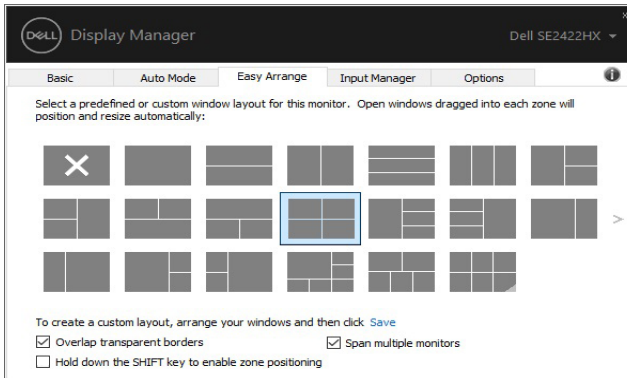 DELL Display Manager Dell SE2422HX
Basic Auto Mode Easy Arrange Input Manager Options
Select a predefined or custom window layout for this monitor. Open windows dragged into each zone will
position and resize automatically:
To create a custom layout, arrange your windows and then click Save
Overlap transparent borders Span multiple monitors
Hold down the SHIFT key to enable zone positioning